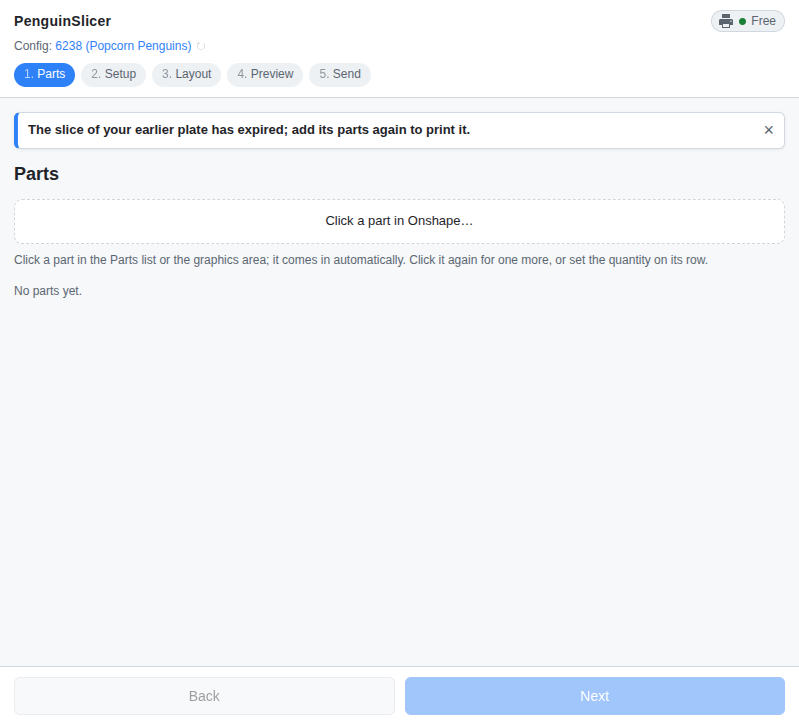 PenguinSlicer
Free
Config: 6238 (Popcorn Penguins)
1. Parts
2. Setup
3. Layout
4. Preview
5. Send
The slice of your earlier plate has expired; add its parts again to print it.
×
Parts
Click a part in Onshape…
Click a part in the Parts list or the graphics area; it comes in automatically. Click it again for one more, or set the quantity on its row.
No parts yet.
Back
Next